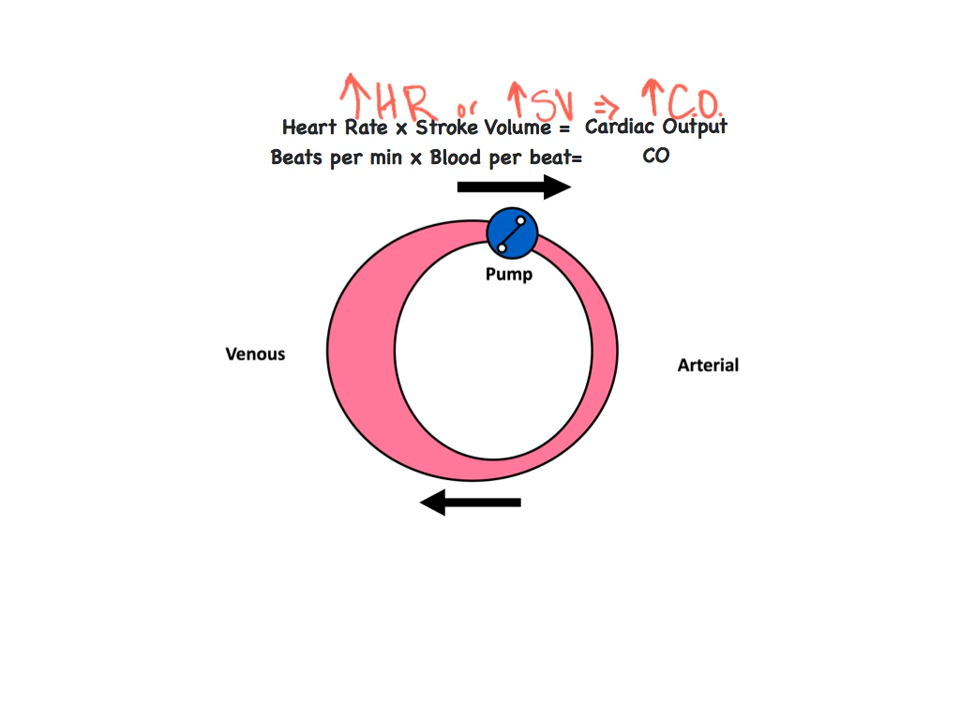 ↑HR or ↑SV ⇒ ↑C.O.
Heart Rate x Stroke Volume = Cardiac Output
Beats per min x Blood per beat= CO
Pump
Venous
Arterial